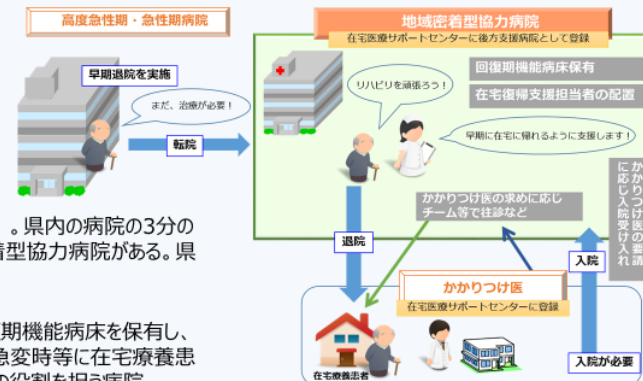 高度急性期・急性期病院
早期退院を実施
まだ、治療が必要！
転院
地域密着型協力病院
在宅医療サポートセンターに後方支援病院として登録
リハビリを頑張ろう！
回復期機能病床保有
在宅復帰支援担当者の配置
早期に在宅に帰れるように支援します！
かかりつけ医の求めに応じ
チーム等で往診など
かかりつけ医の要請
に応じ入院受け入れ
退院
入院
。県内の病院の3分の
着型協力病院がある。県
期機能病床を保有し、
急変時等に在宅療養患
の役割を担う病院
かかりつけ医
在宅医療サポートセンターに登録
在宅療養患者
入院が必要